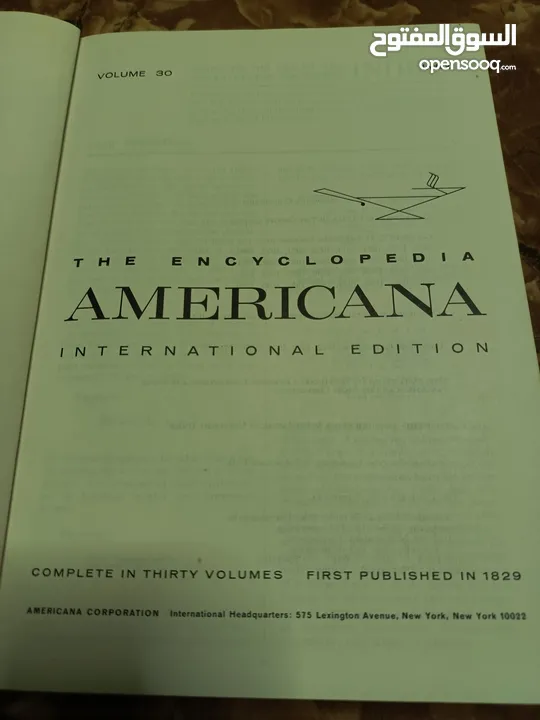 السوق المفتوح
opensooq.com
VOLUME 30
THE ENCYCLOPEDIA
AMERICANA
INTERNATIONAL EDITION
COMPLETE IN THIRTY VOLUMES FIRST PUBLISHED IN 1829
AMERICANA CORPORATION International Headquarters: 575 Lexington Avenue, New York, New York 10022